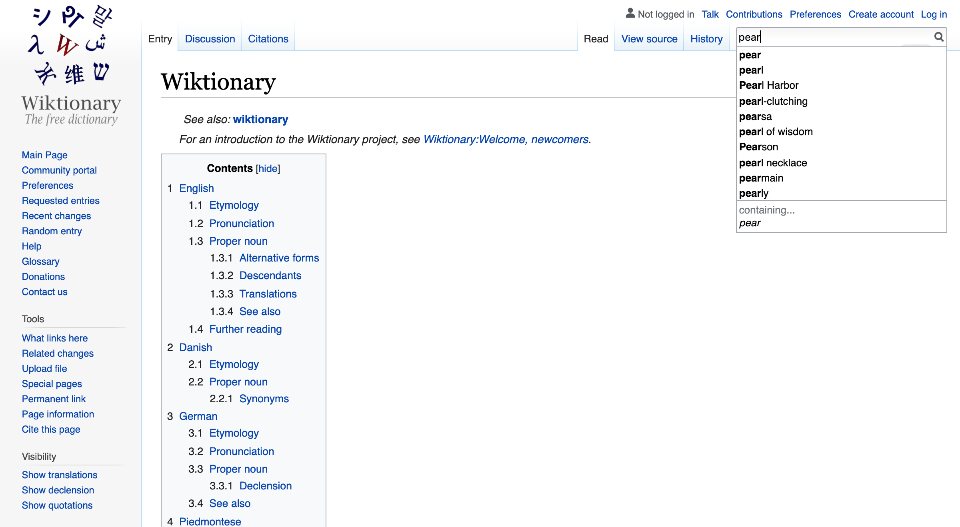 Not logged in Talk Contributions Preferences Create account Log in
Entry Discussion Citations Read View source History pear
Wiktionary
The free dictionary
Main Page
Community portal
Preferences
Requested entries
Recent changes
Random entry
Help
Glossary
Donations
Contact us
Tools
What links here
Related changes
Upload file
Special pages
Permanent link
Page information
Cite this page
Visibility
Show translations
Show declension
Show quotations
Wiktionary
See also: wiktionary
For an introduction to the Wiktionary project, see Wiktionary:Welcome, newcomers.
Contents [hide]
1 English
1.1 Etymology
1.2 Pronunciation
1.3 Proper noun
1.3.1 Alternative forms
1.3.2 Descendants
1.3.3 Translations
1.3.4 See also
1.4 Further reading
2 Danish
2.1 Etymology
2.2 Proper noun
2.2.1 Synonyms
3 German
3.1 Etymology
3.2 Pronunciation
3.3 Proper noun
3.3.1 Declension
3.4 See also
4 Piedmontese
pear
pearl
Pearl Harbor
pearl-clutching
pearsa
pearl of wisdom
Pearson
pearl necklace
pearmain
pearly
containing...
pear